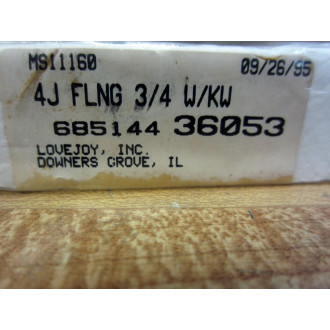 MS11160 09/26/95
4J FLNG 3/4 W/KW
685144 36053
LOVEJOY, INC.
DOWNERS GROVE, IL